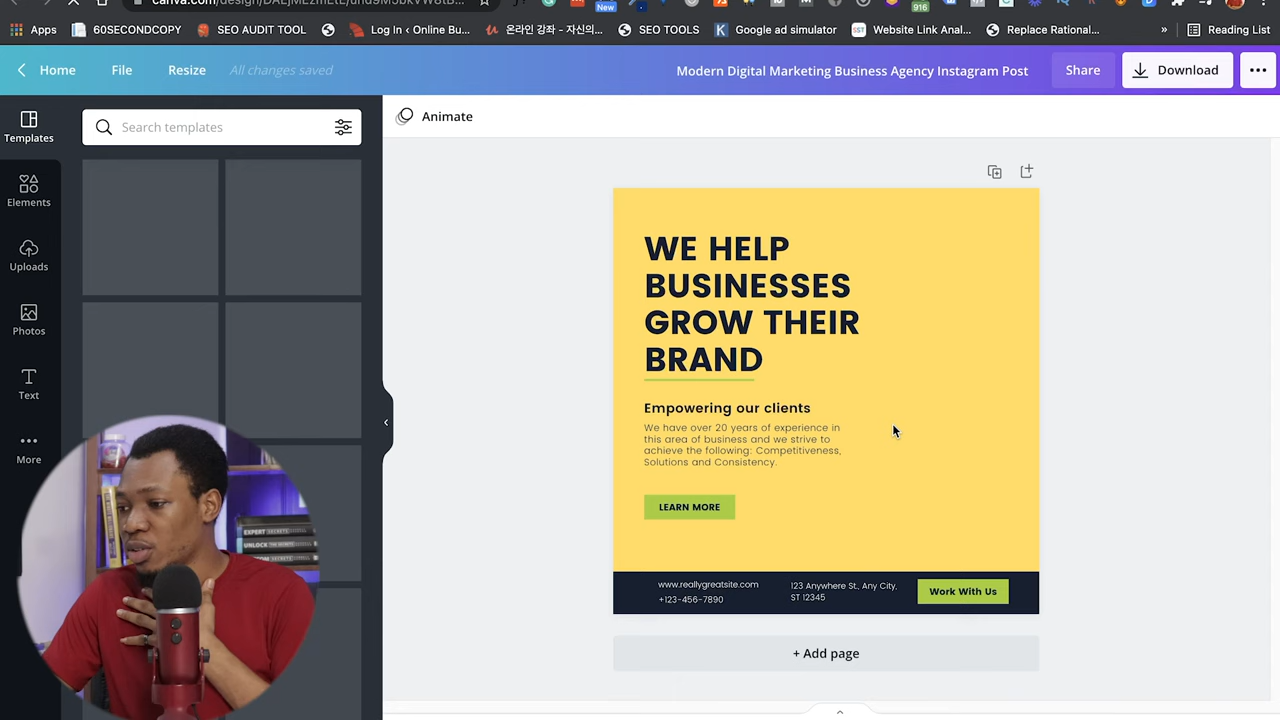 New
916
Apps
60SECONDCOPY
SEO AUDIT TOOL
Log In ‹ Online Bu...
온라인 강좌 - 자신의...
SEO TOOLS
Google ad simulator
SST
Website Link Anal...
Replace Rational...
»
Reading List
Home
File
Resize
All changes saved
Modern Digital Marketing Business Agency Instagram Post
Share
Download
Templates
Search templates
Animate
Elements
Uploads
Photos
Text
More
WE HELP
BUSINESSES
GROW THEIR
BRAND
Empowering our clients
We have over 20 years of experience in
this area of business and we strive to
achieve the following: Competitiveness,
Solutions and Consistency.
LEARN MORE
www.reallygreatsite.com
+123-456-7890
123 Anywhere St., Any City,
ST 12345
Work With Us
+ Add page
EXPERT
UNLOCK